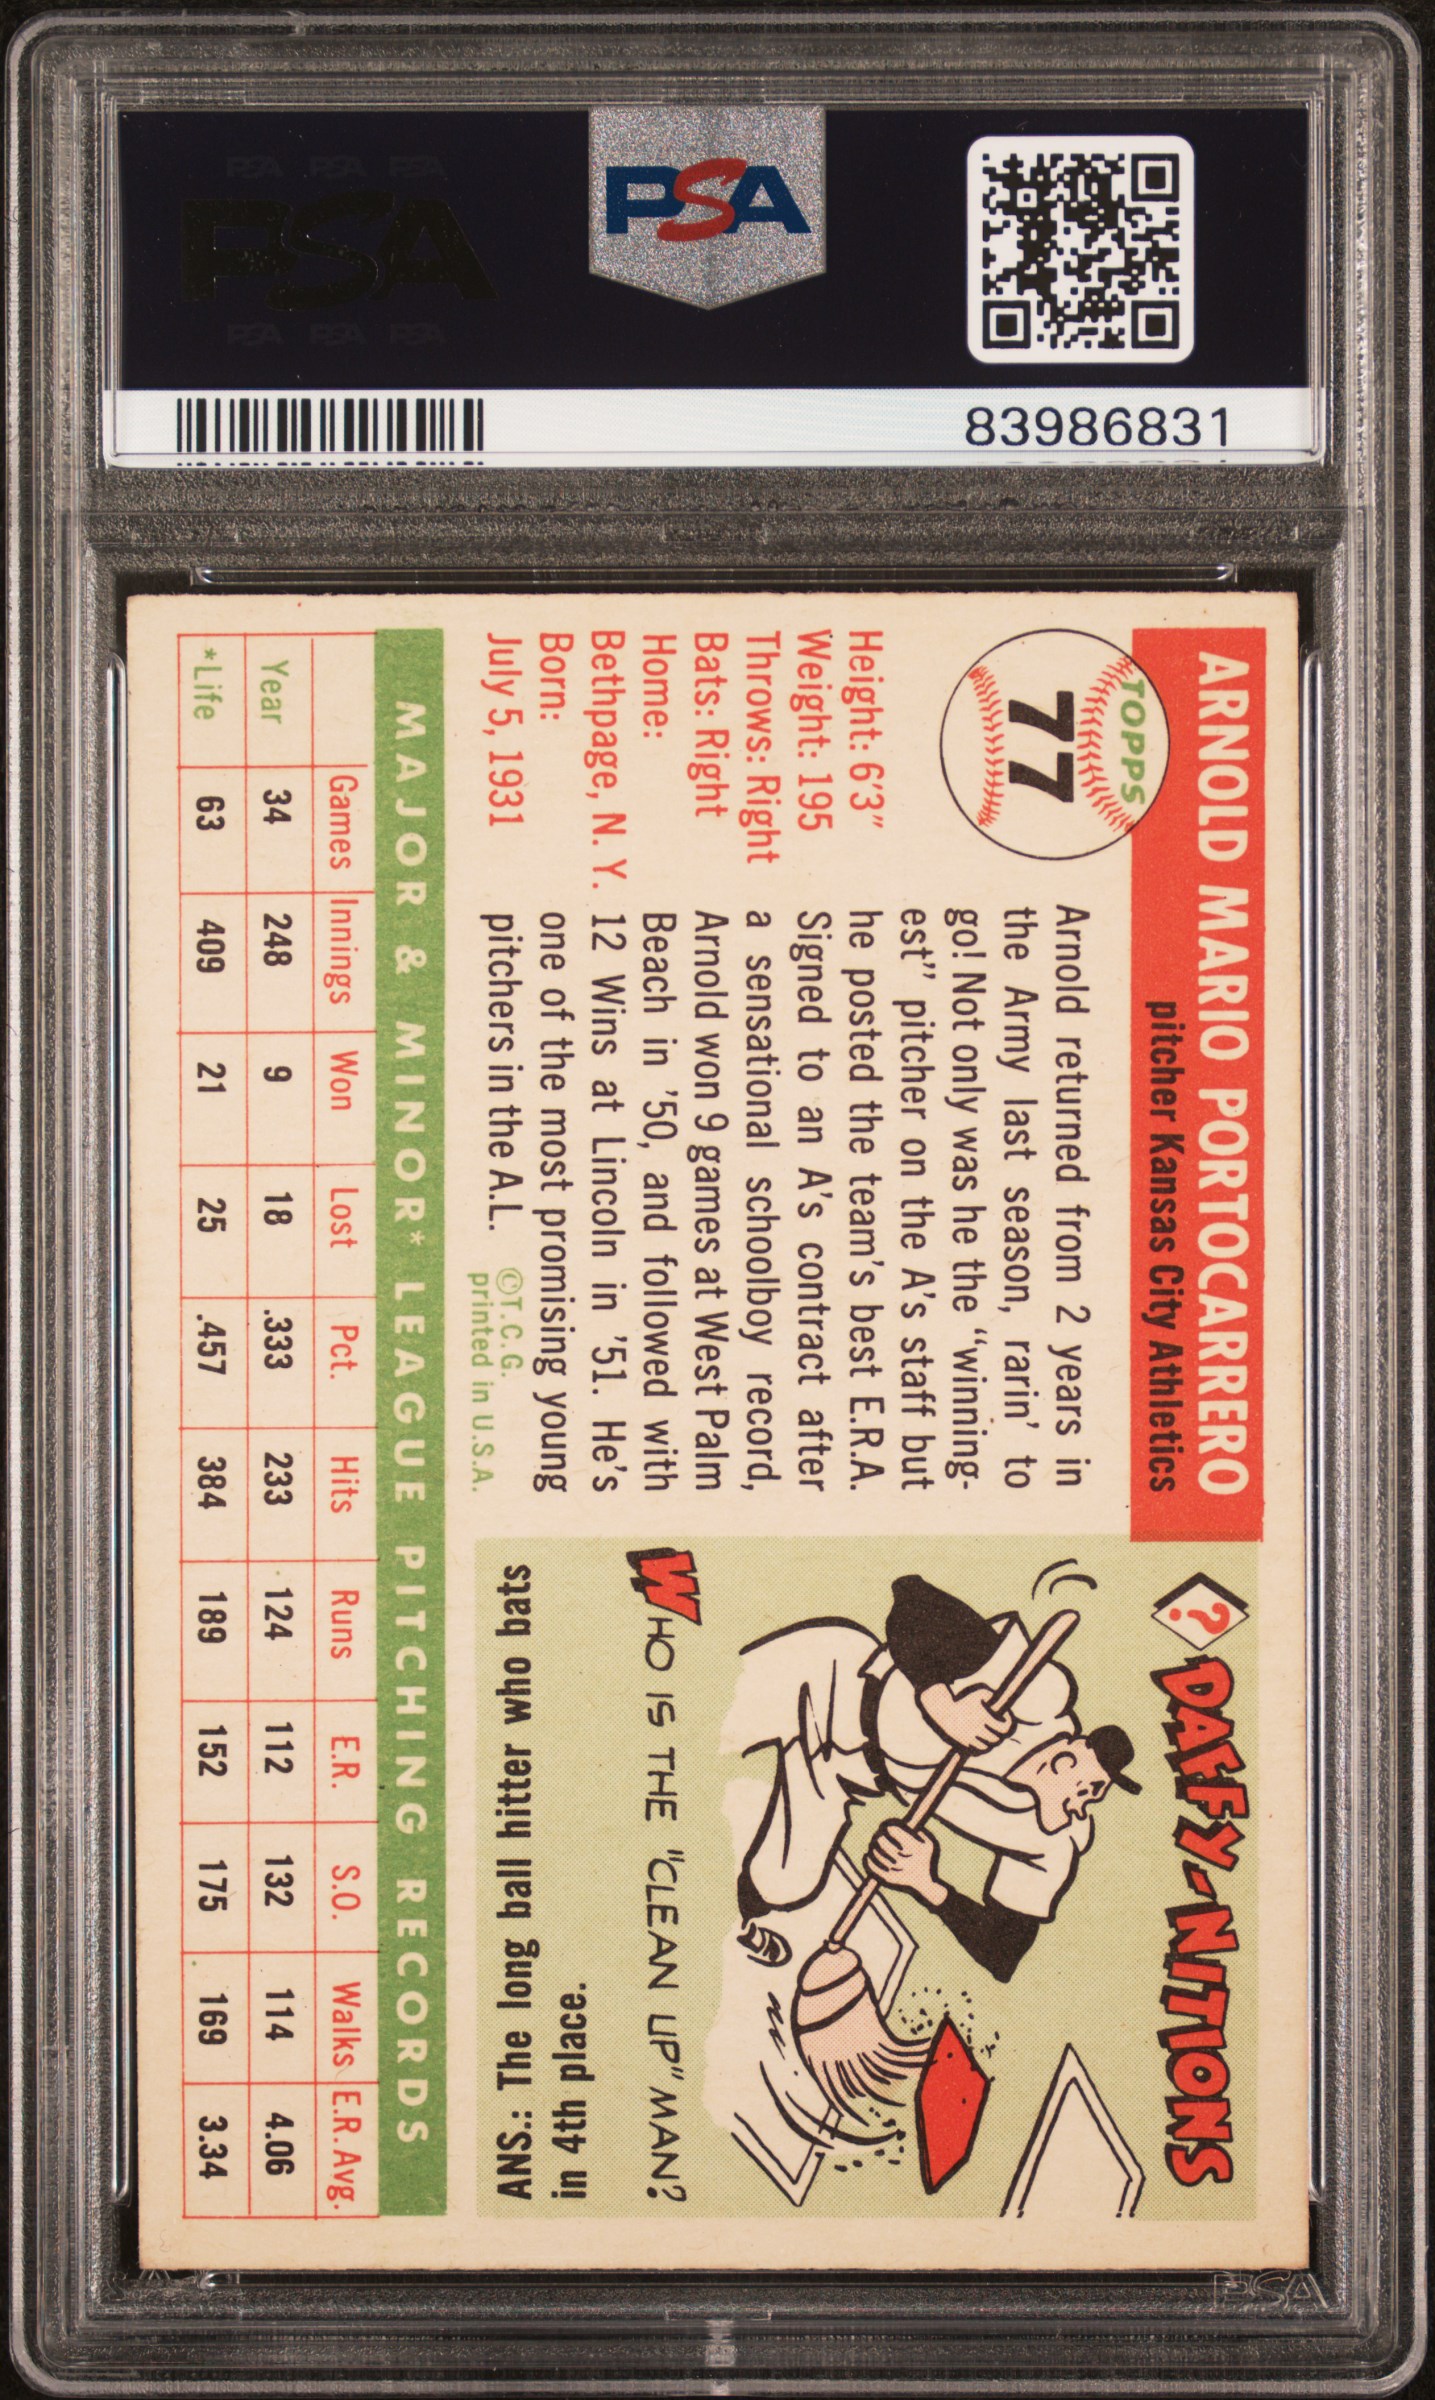 PSA PSA PSA
PSA
PSA PSA PSA
PSA
83986831
ARNOLD MARIO PORTOCARRERO
pitcher Kansas City Athletics
TOPPS
77
Height: 6'3"
Weight: 195
Throws: Right
Bats: Right
Home:
Bethpage, N. Y.
Born:
July 5, 1931
Arnold returned from 2 years in
the Army last season, rarin' to
go! Not only was he the "winning-
est" pitcher on the A's staff but
he posted the team's best E.R.A.
Signed to an A's contract after
a sensational schoolboy record,
Arnold won 9 games at West Palm
Beach in '50, and followed with
12 Wins at Lincoln in '51. He's
one of the most promising young
pitchers in the A.L.
©T.C.G.
printed in U.S.A.
? DAFFY-NITIONS
WHO IS THE "CLEAN UP" MAN?
ANS.: The long ball hitter who bats
in 4th place.
MAJOR & MINOR* LEAGUE PITCHING RECORDS
Games Innings Won Lost Pct. Hits Runs E.R. S.O. Walks E.R. Avg.
Year 34 248 9 18 .333 233 124 112 132 114 4.06
*Life 63 409 21 25 .457 384 189 152 175 169 3.34
PSA